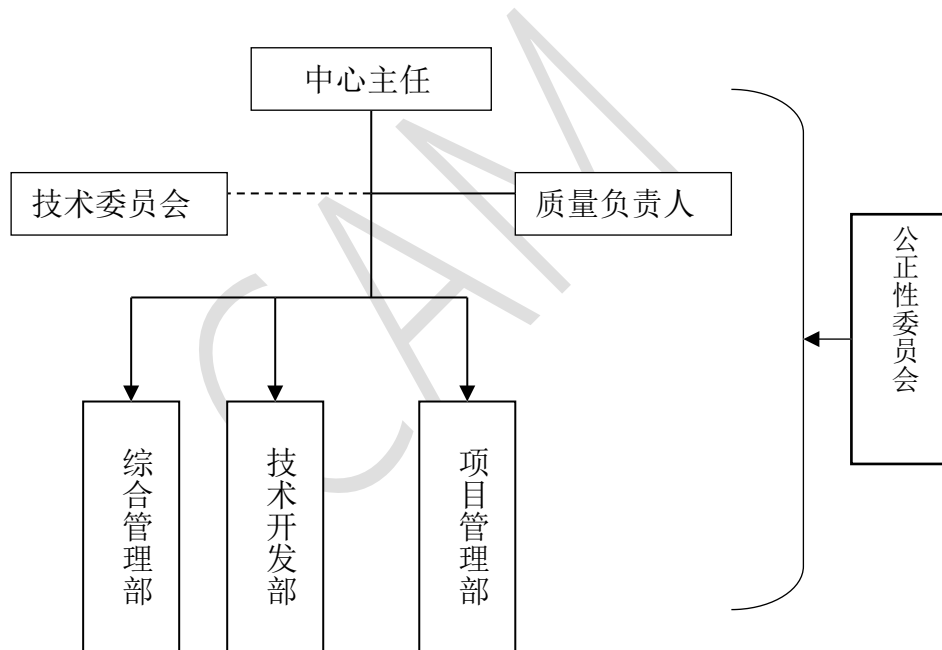 中心主任
技术委员会
质量负责人
公正性委员会
综合管理部
技术开发部
项目管理部
CAM